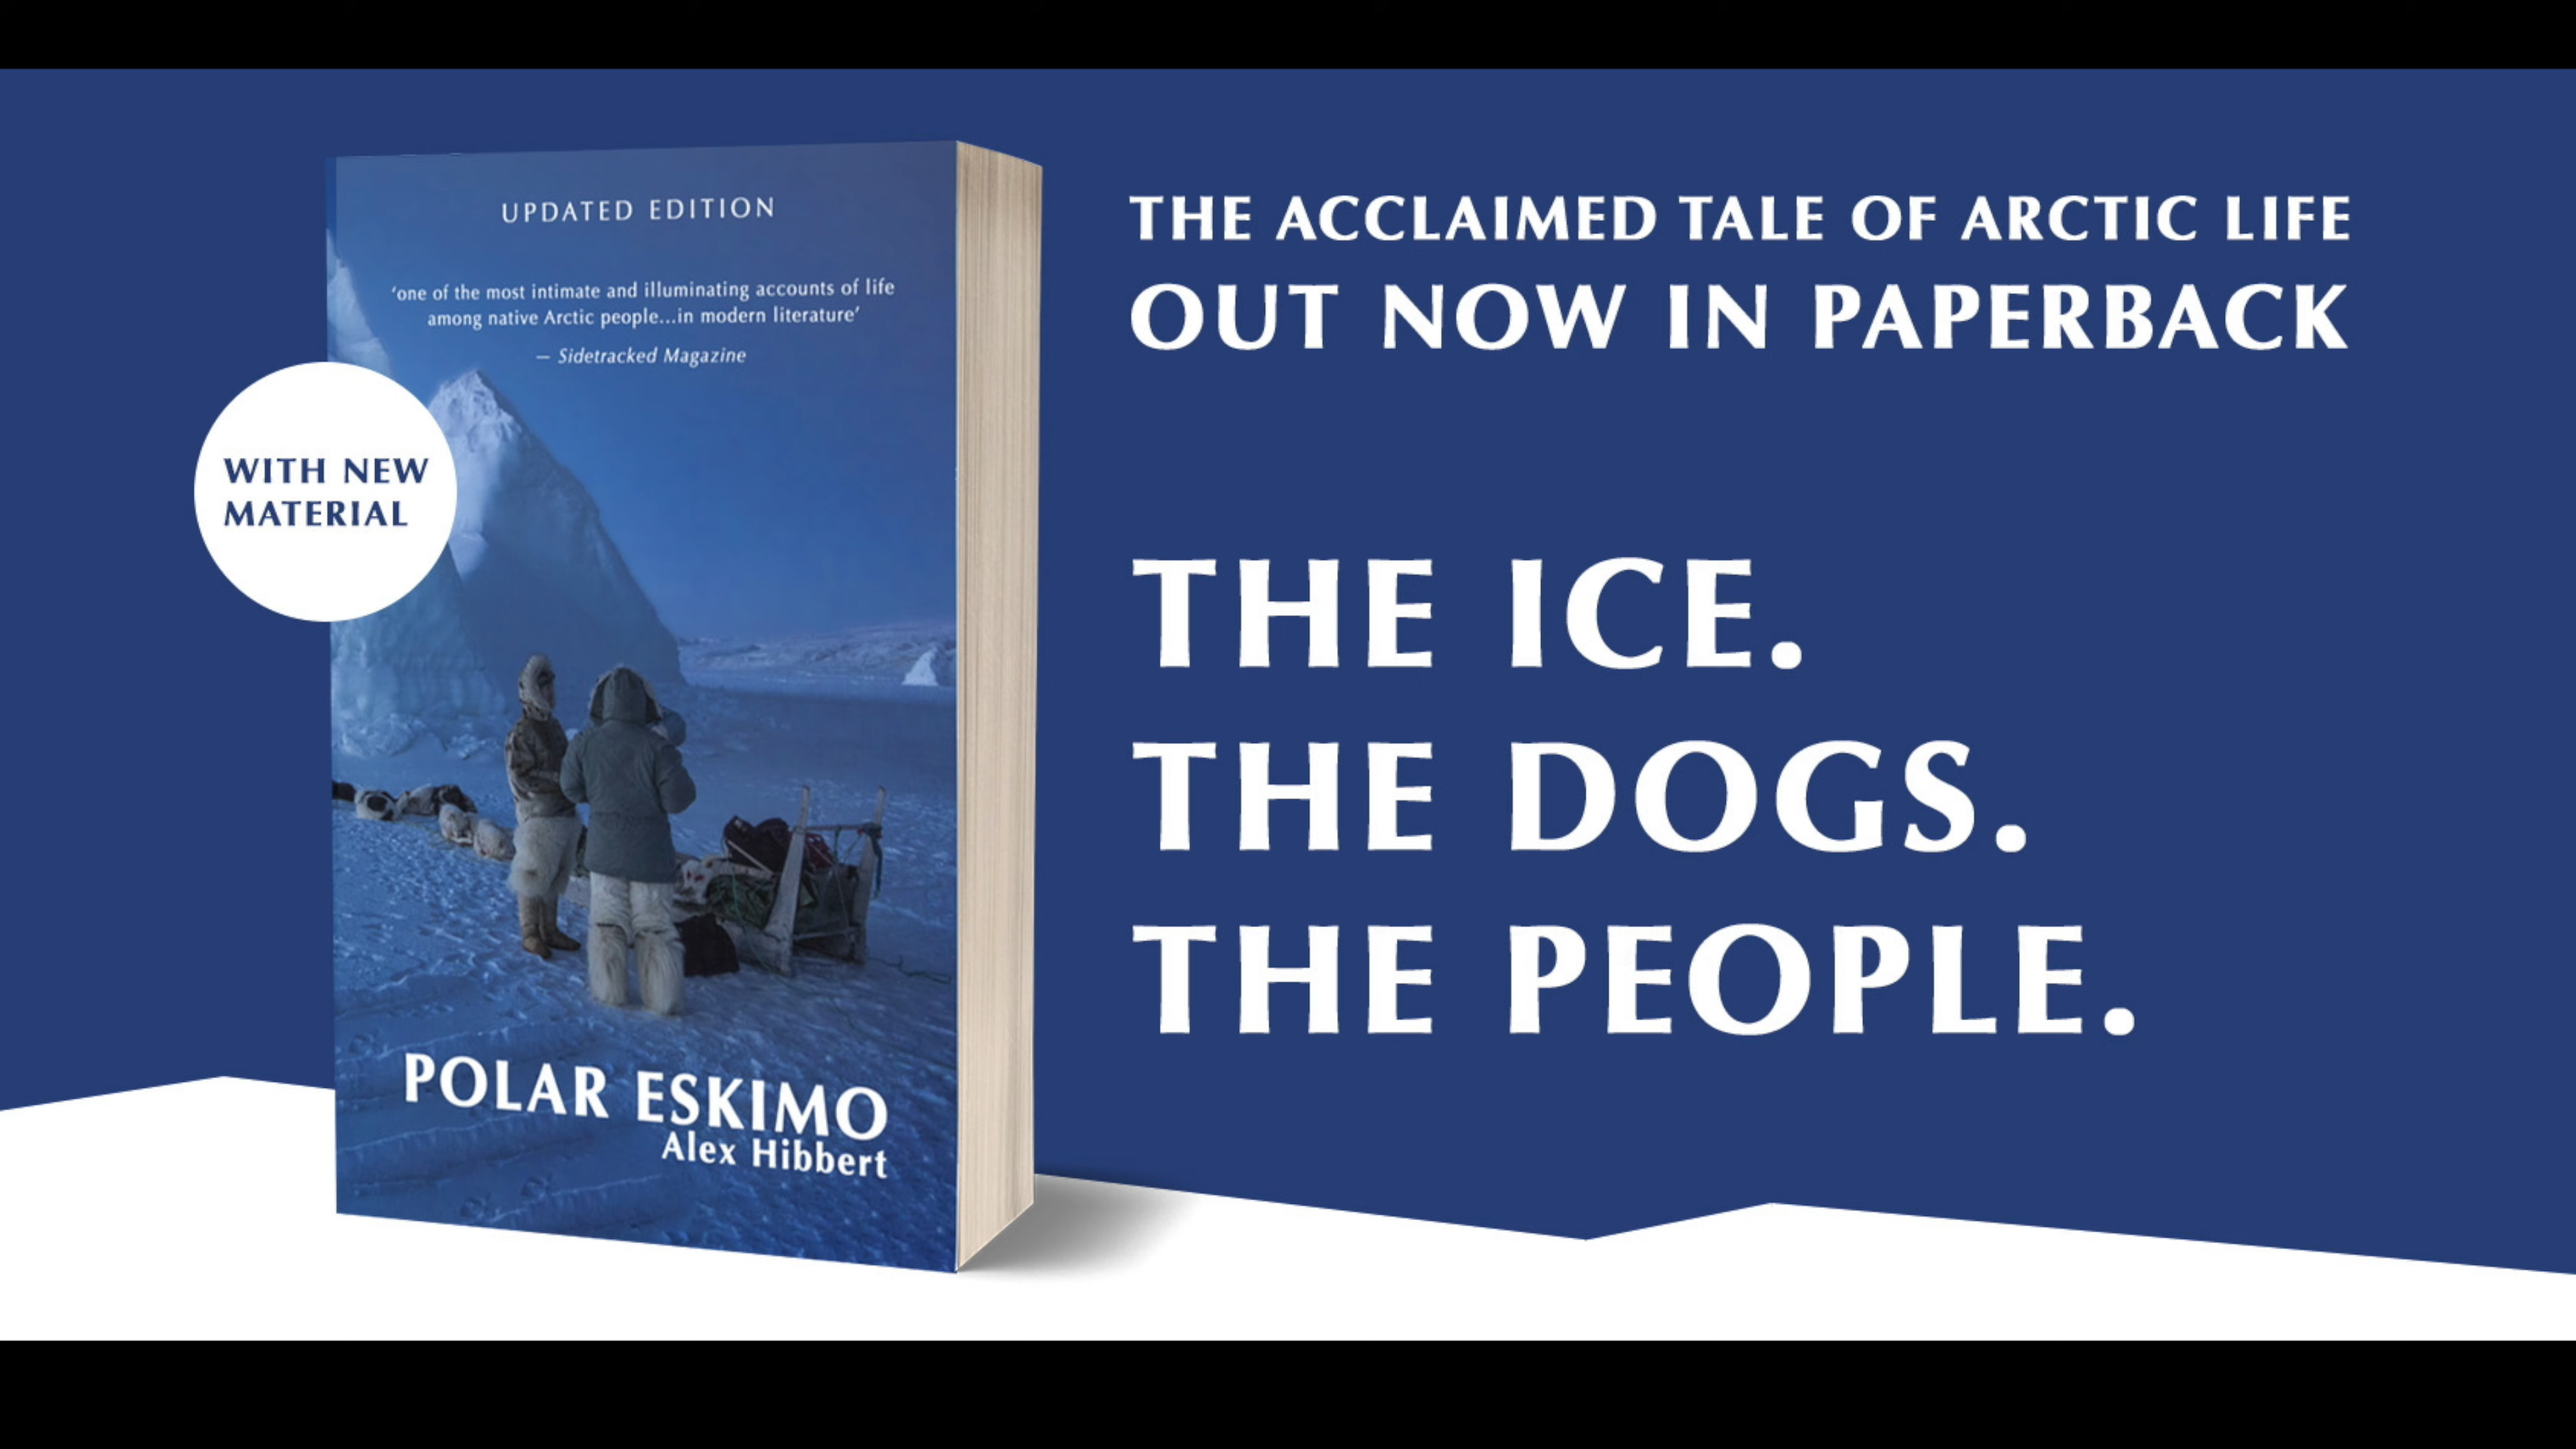 UPDATED EDITION
‘one of the most intimate and illuminating accounts of life
among native Arctic people...in modern literature’
— Sidetracked Magazine
WITH NEW
MATERIAL
POLAR ESKIMO
Alex Hibbert
THE ACCLAIMED TALE OF ARCTIC LIFE
OUT NOW IN PAPERBACK
THE ICE.
THE DOGS.
THE PEOPLE.